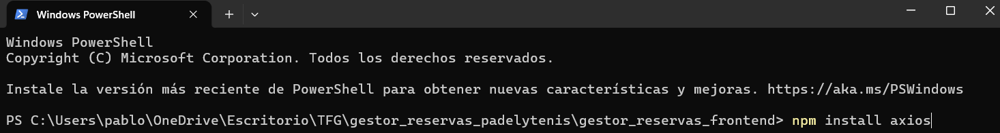 Windows PowerShell
Windows PowerShell
Copyright (C) Microsoft Corporation. Todos los derechos reservados.
Instale la versión más reciente de PowerShell para obtener nuevas características y mejoras. https://aka.ms/PSWindows
PS C:\Users\pablo\OneDrive\Escritorio\TFG\gestor_reservas_padelytenis\gestor_reservas_frontend> npm install axios